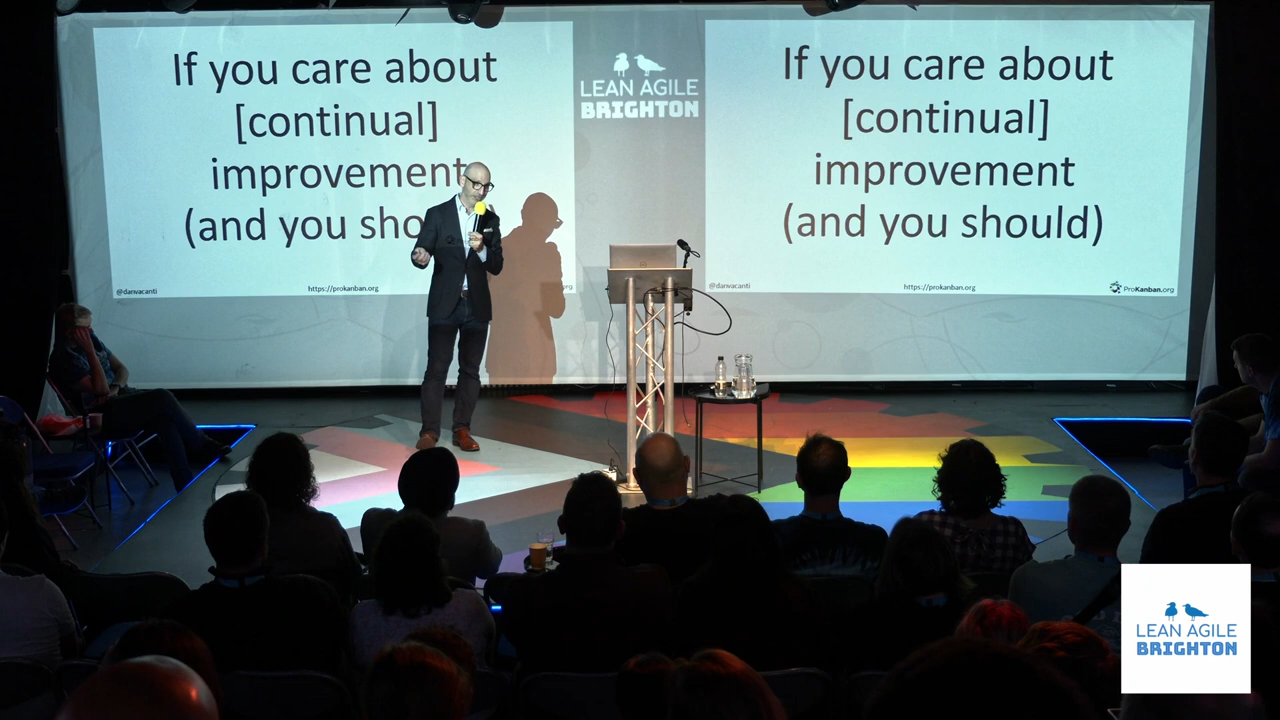 If you care about
[continual]
improvement
(and you sho
@danvacanti
https://prokanban.org
org
LEAN AGILE
BRIGHTON
If you care about
[continual]
improvement
(and you should)
@danvacanti
https://prokanban.org
ProKanban.org
LEAN AGILE
BRIGHTON